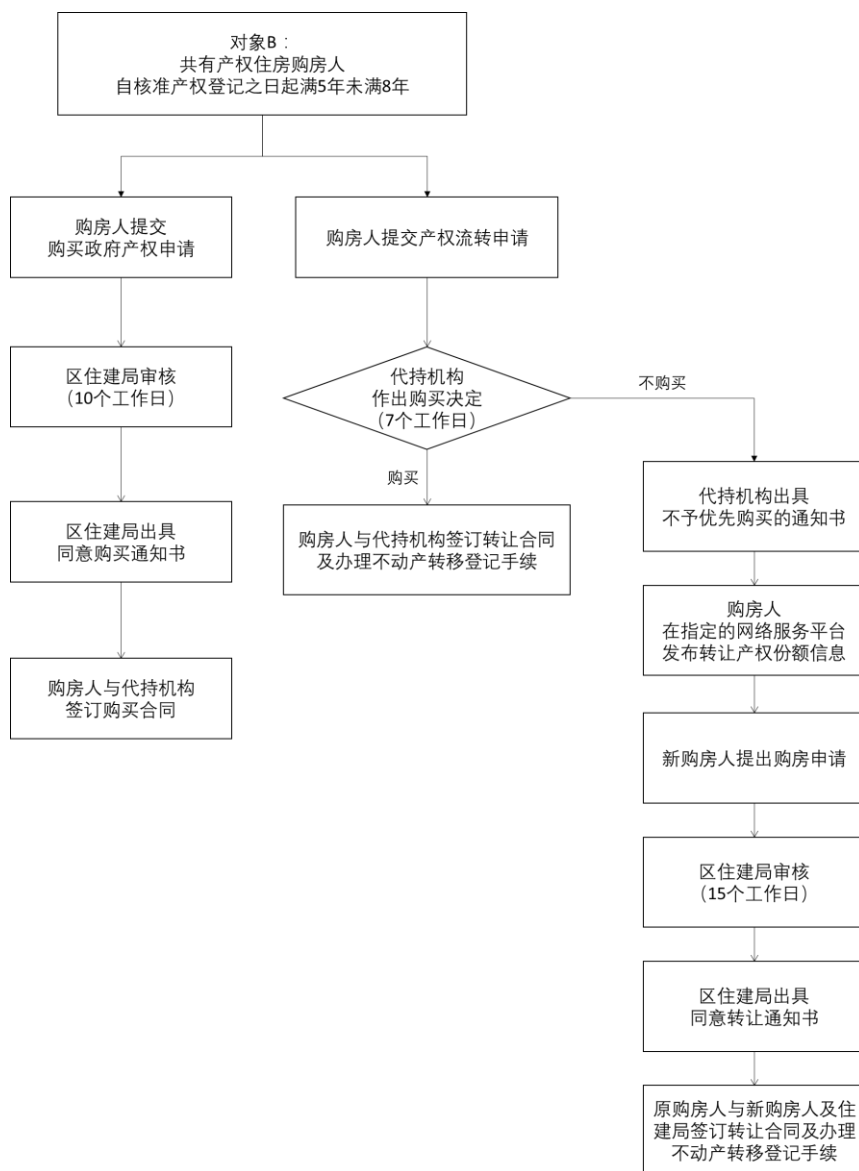 对象B：
共有产权住房购房人
自核准产权登记之日起满5年未满8年
购房人提交
购买政府产权申请
区住建局审核
（10个工作日）
区住建局出具
同意购买通知书
购房人与代持机构
签订购买合同
购房人提交产权流转申请
代持机构
作出购买决定
（7个工作日）
购买
不购买
购房人与代持机构签订转让合同
及办理不动产转移登记手续
代持机构出具
不予优先购买的通知书
购房人
在指定的网络服务平台
发布转让产权份额信息
新购房人提出购房申请
区住建局审核
（15个工作日）
区住建局出具
同意转让通知书
原购房人与新购房人及住
建局签订转让合同及办理
不动产转移登记手续